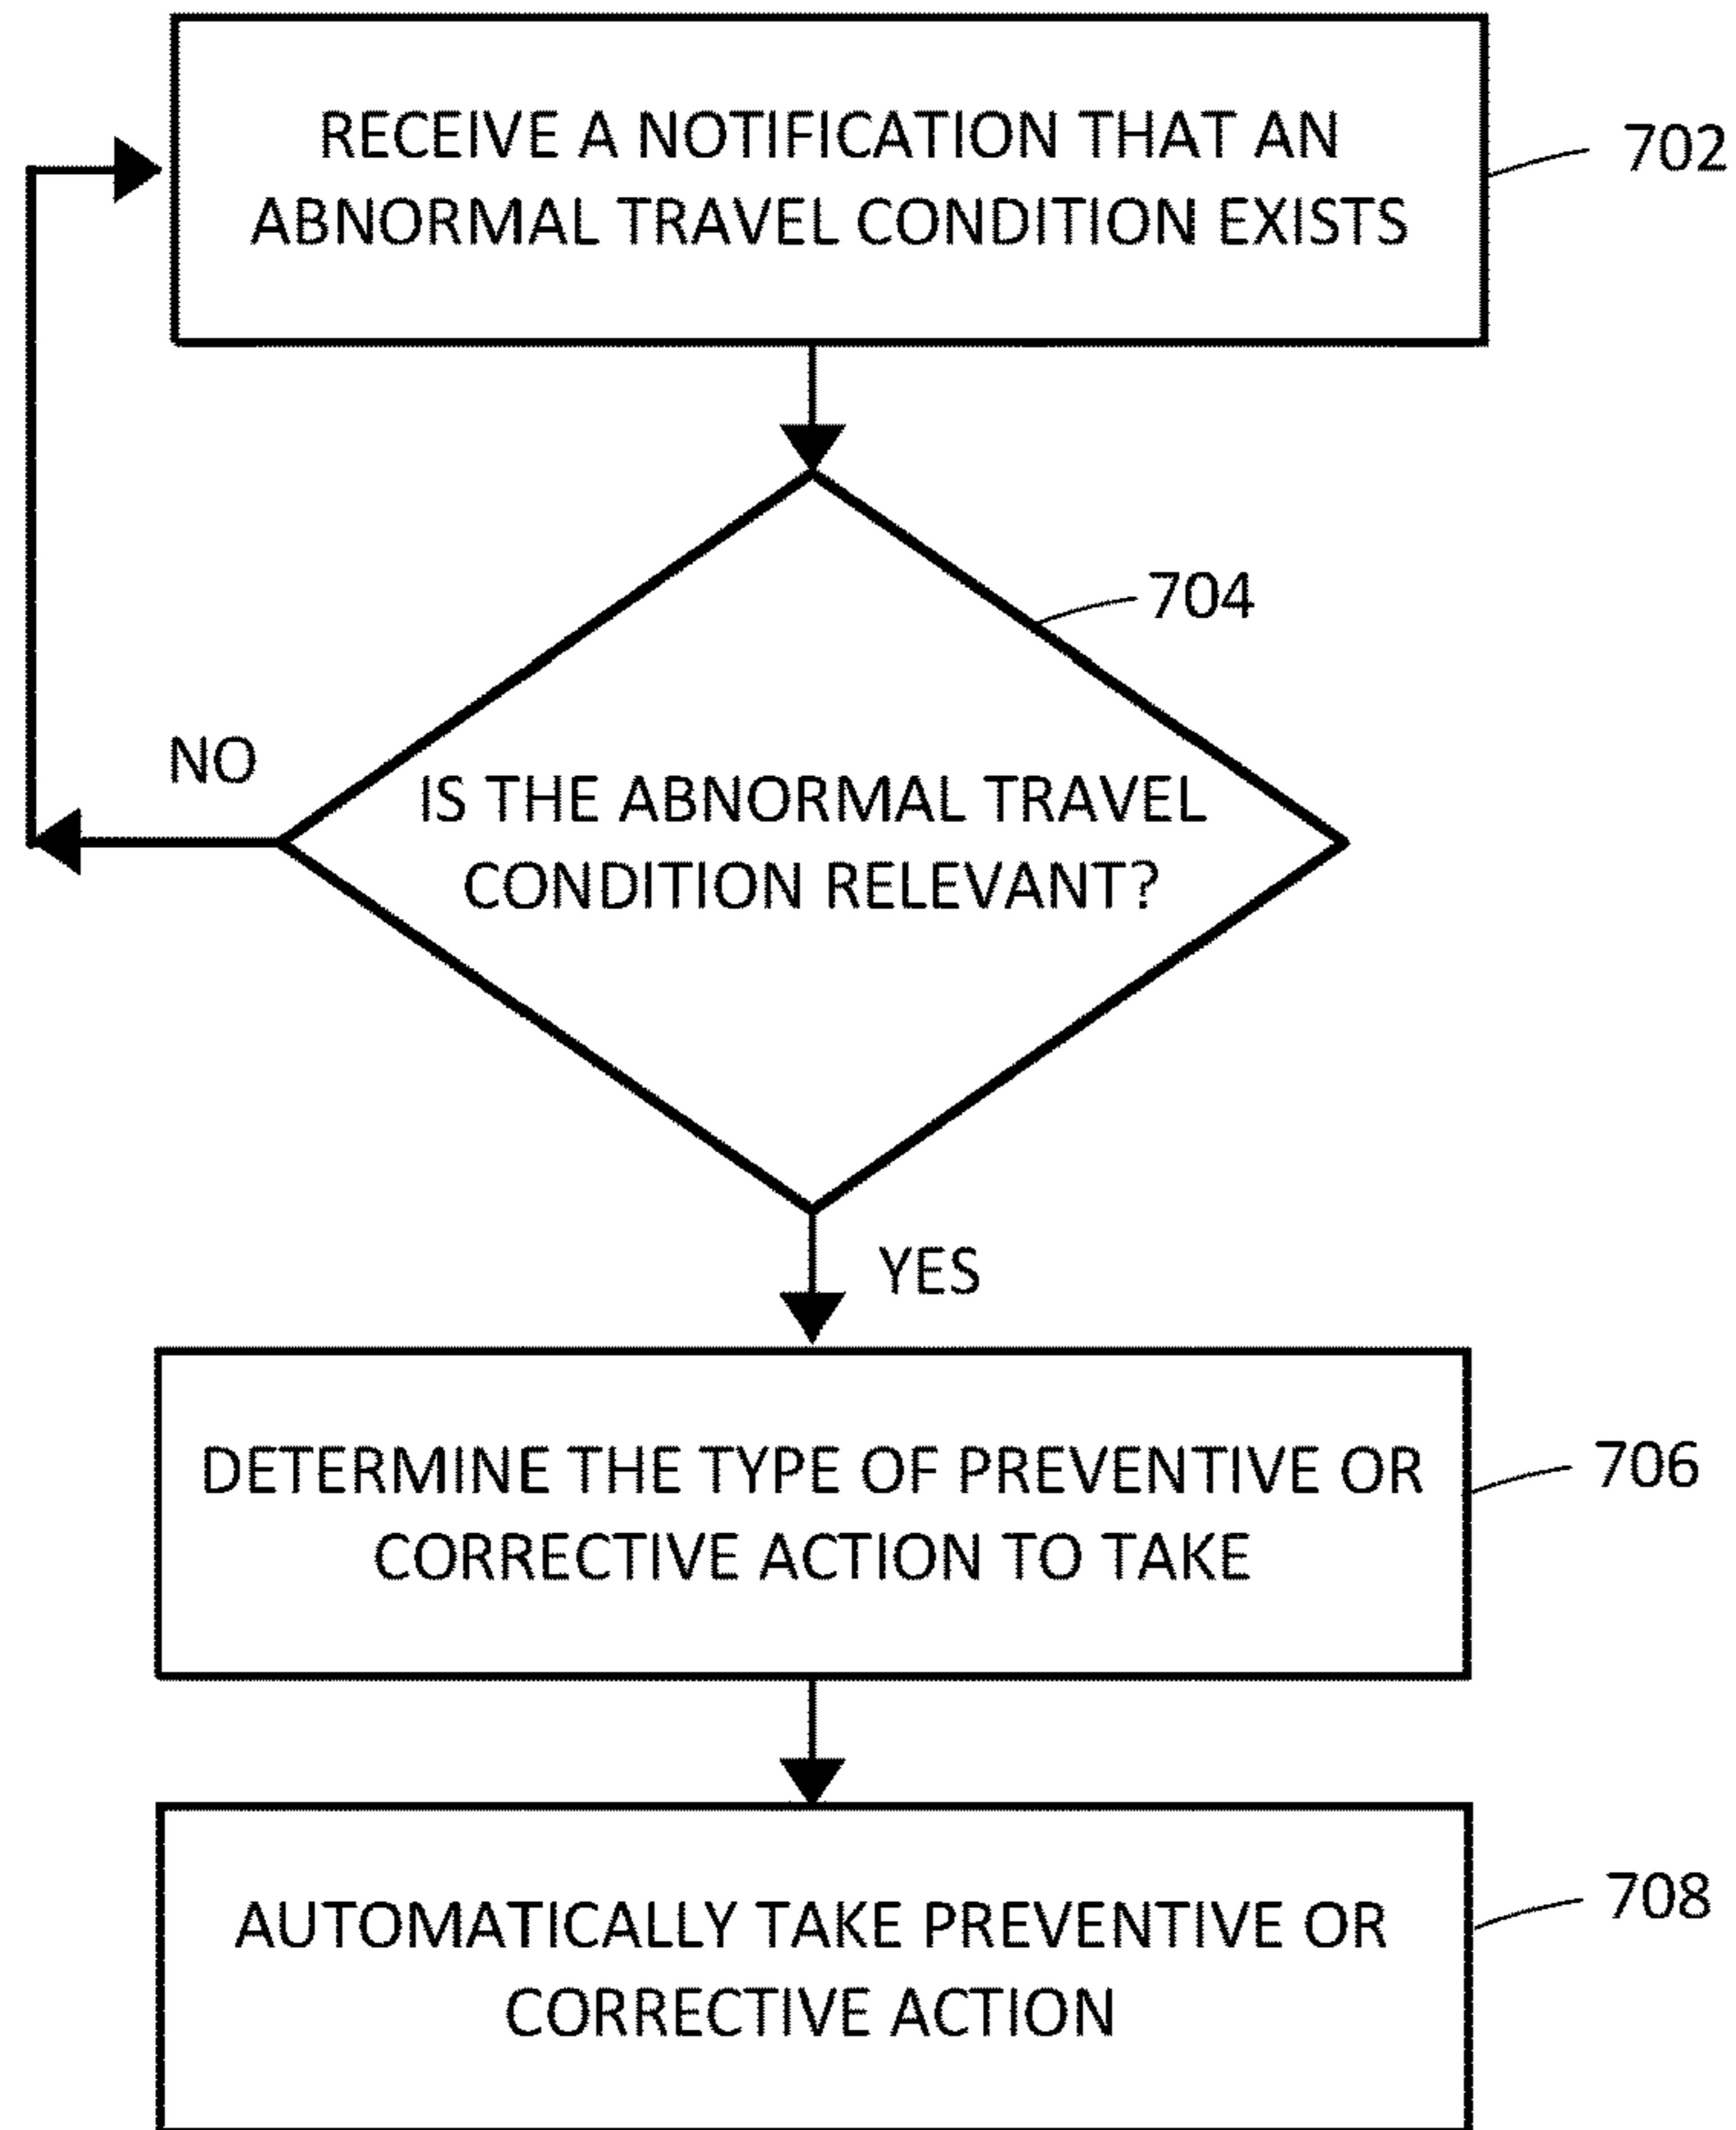 RECEIVE A NOTIFICATION THAT AN
ABNORMAL TRAVEL CONDITION EXISTS
702
704
NO
IS THE ABNORMAL TRAVEL
CONDITION RELEVANT?
YES
DETERMINE THE TYPE OF PREVENTIVE OR
CORRECTIVE ACTION TO TAKE
706
AUTOMATICALLY TAKE PREVENTIVE OR
CORRECTIVE ACTION
708